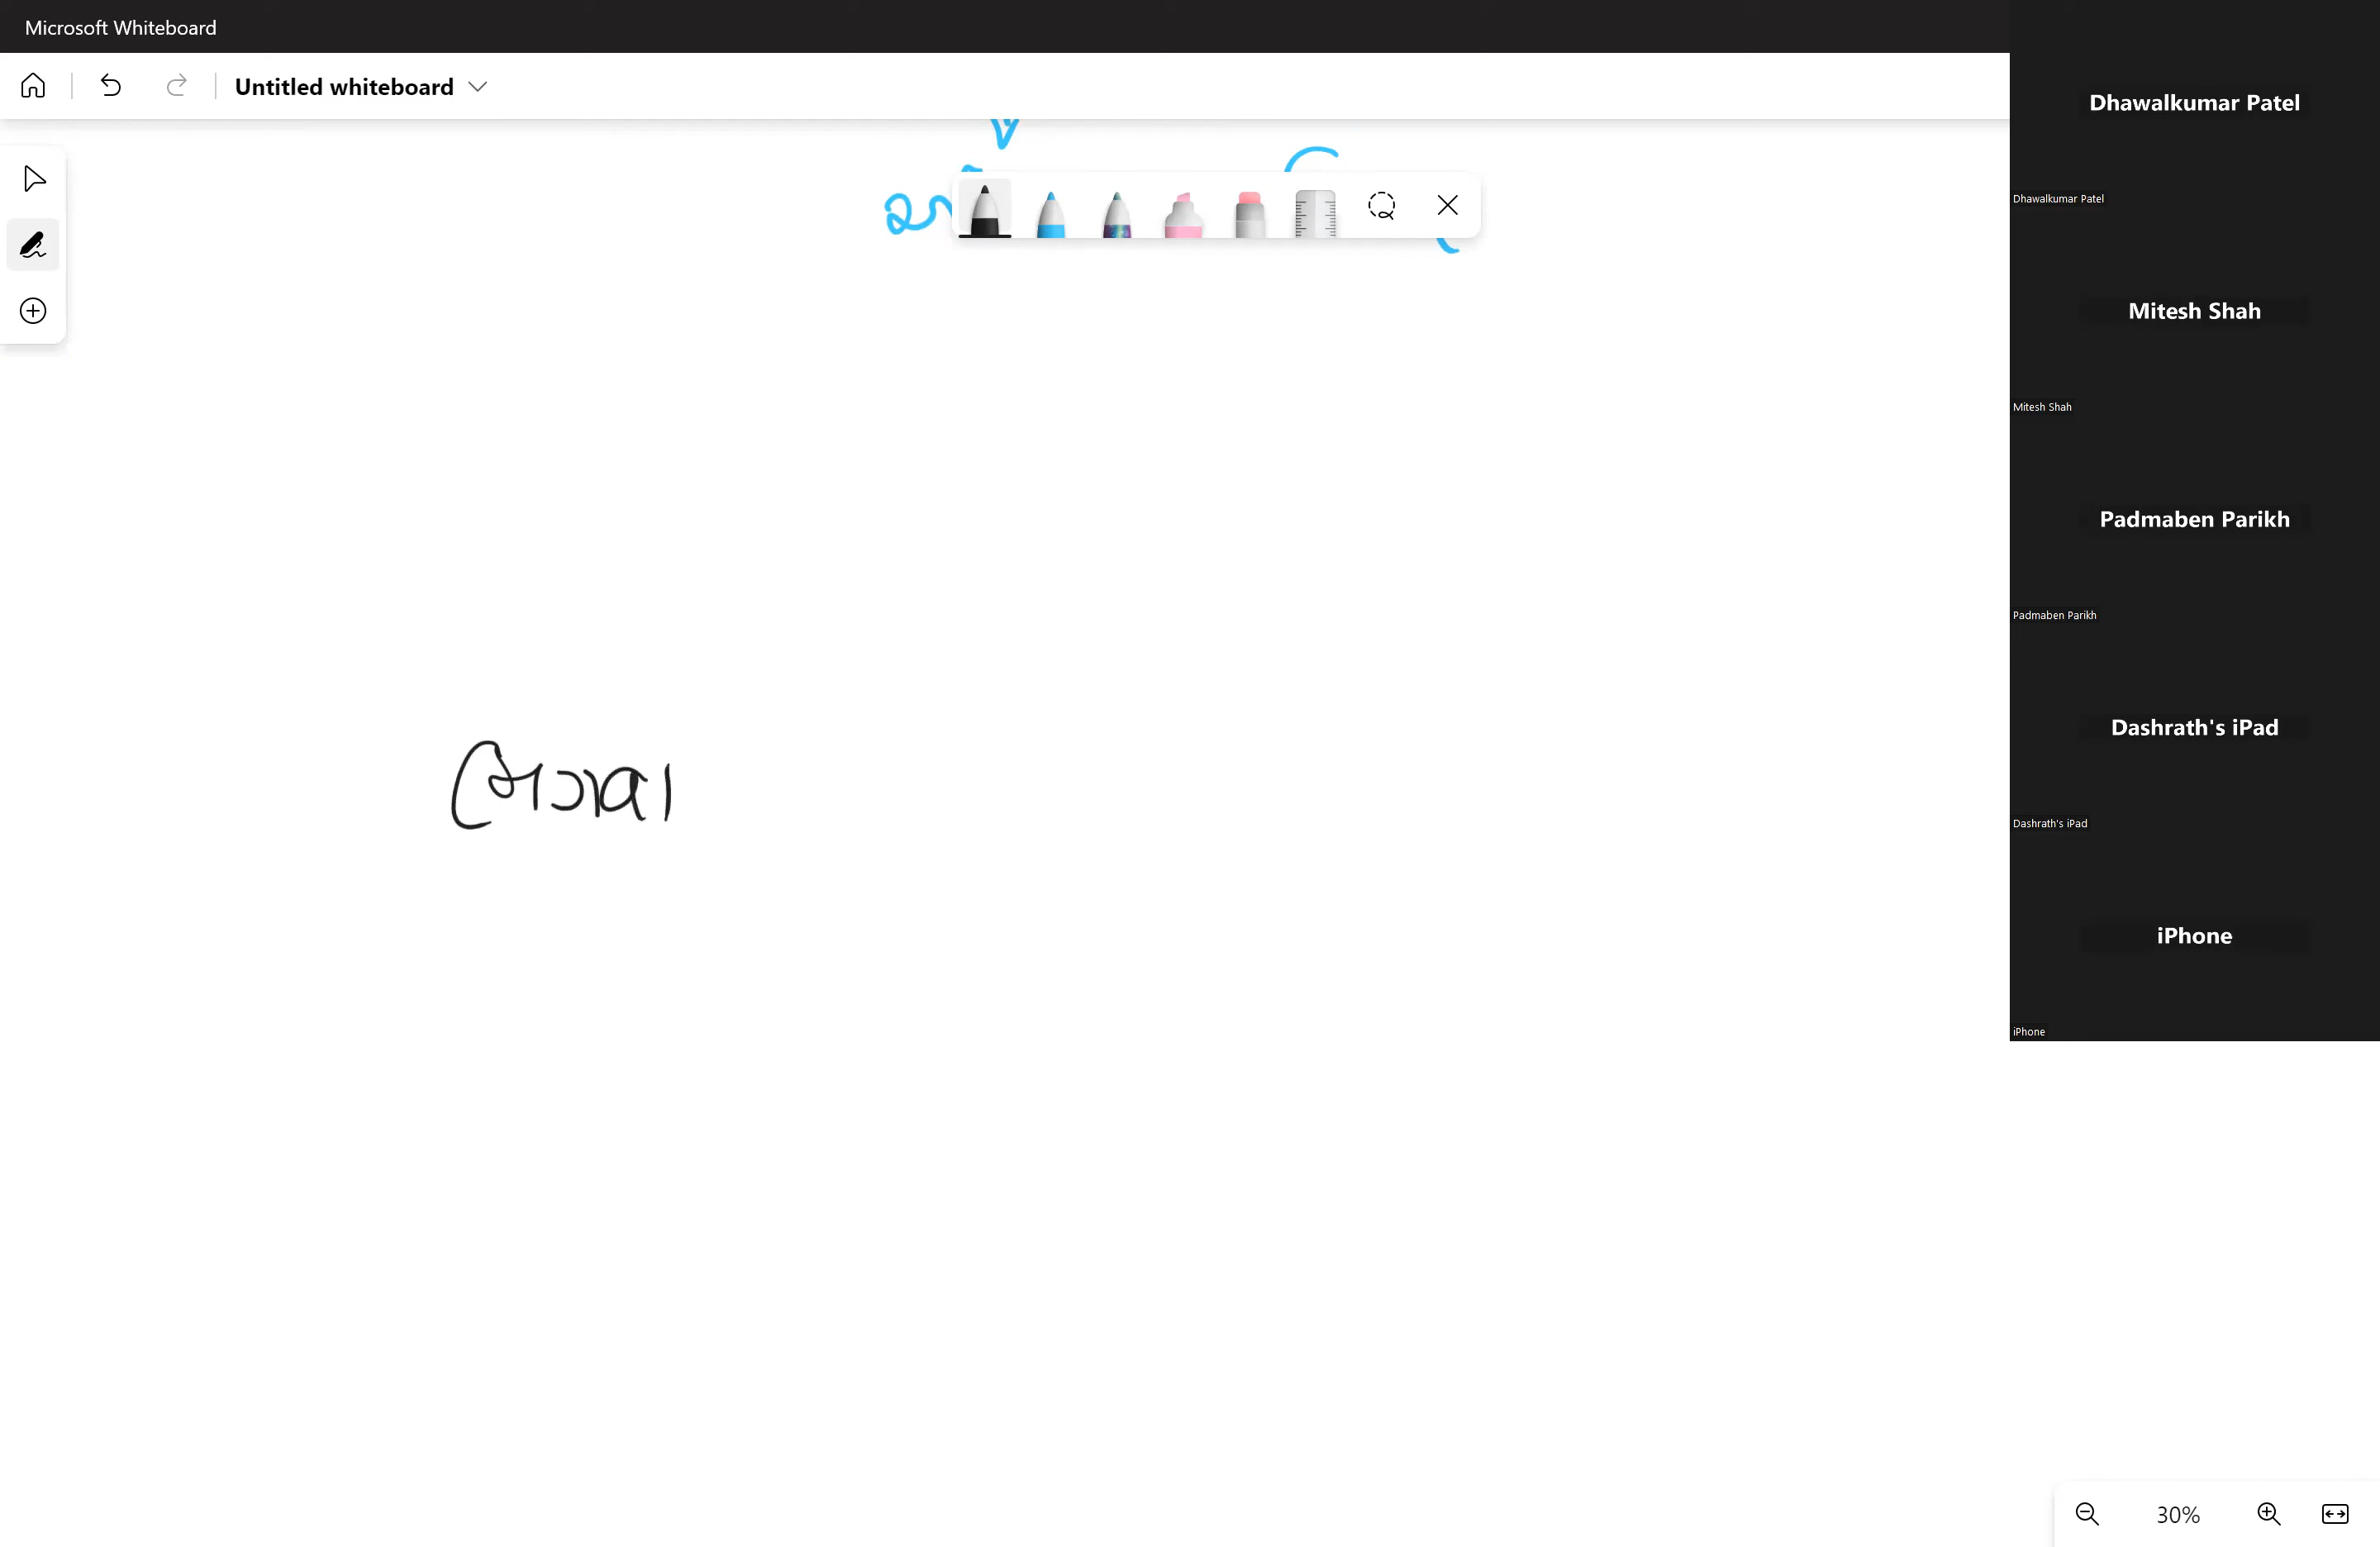 Microsoft Whiteboard
Untitled whiteboard
Dhawalkumar Patel
Dhawalkumar Patel
Mitesh Shah
Mitesh Shah
Padmaben Parikh
Padmaben Parikh
Dashrath's iPad
Dashrath's iPad
iPhone
iPhone
30%